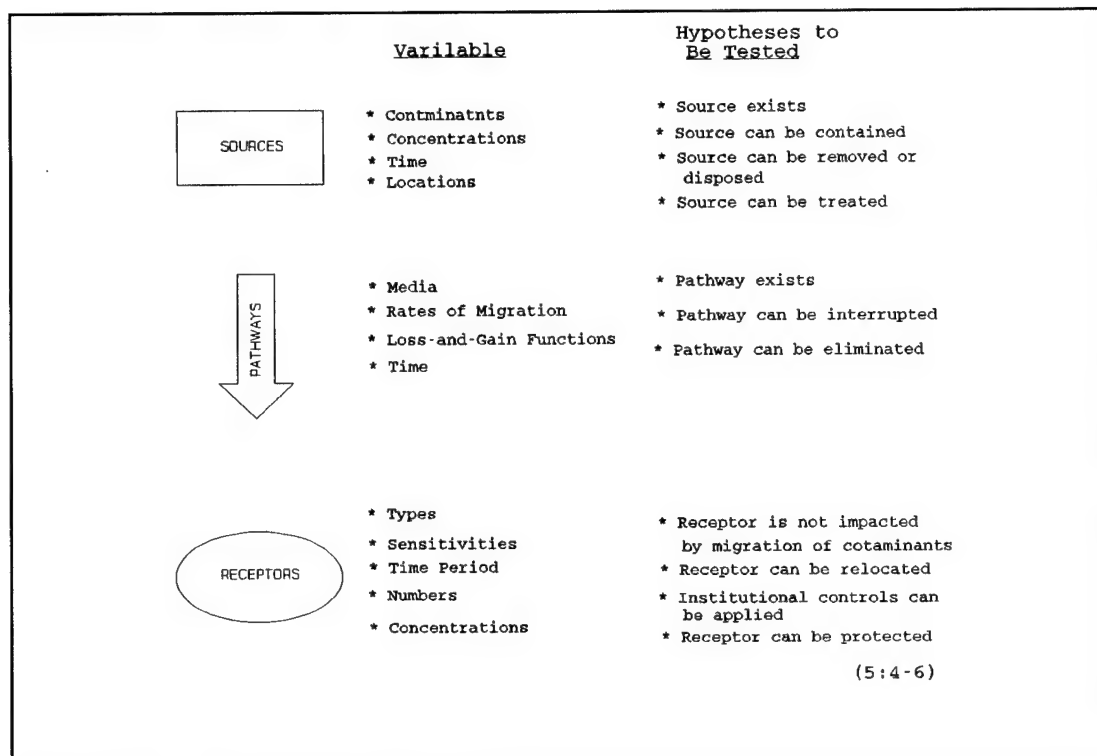 Varilable
Hypotheses to
Be Tested
SOURCES
* Contminatnts
* Concentrations
* Time
* Locations
* Source exists
* Source can be contained
* Source can be removed or
disposed
* Source can be treated
PATHWAYS
* Media
* Rates of Migration
* Loss-and-Gain Functions
* Time
* Pathway exists
* Pathway can be interrupted
* Pathway can be eliminated
RECEPTORS
* Types
* Sensitivities
* Time Period
* Numbers
* Concentrations
* Receptor is not impacted
by migration of cotaminants
* Receptor can be relocated
* Institutional controls can
be applied
* Receptor can be protected
(5:4-6)